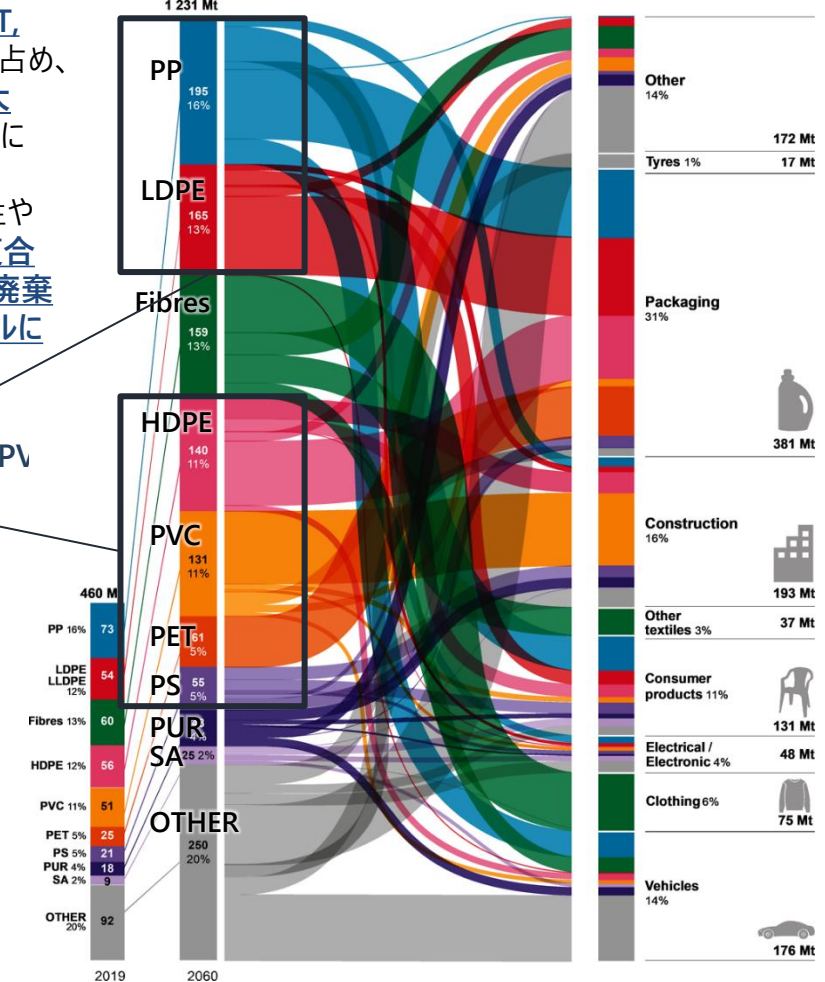 T,
占め、
に
性や
廃棄
ルに
PV
1 231 Mt
PP
195
16%
LDPE
165
13%
Fibres
159
13%
HDPE
140
11%
PVC
131
11%
PET
61
5%
PS
55
5%
PUR
4%
SA
25 2%
OTHER
250
20%
2060
460 M
PP 16% 73
LDPE
LLDPE
12%
54
Fibres 13% 60
HDPE 12% 56
PVC 11% 51
PET 5% 25
PS 5% 21
PUR 4% 18
SA 2% 9
OTHER
20%
92
2019
Other
14%
172 Mt
Tyres 1% 17 Mt
Packaging
31%
381 Mt
Construction
16%
193 Mt
Other
textiles 3%
37 Mt
Consumer
products 11%
131 Mt
Electrical /
Electronic 4%
48 Mt
Clothing 6%
75 Mt
Vehicles
14%
176 Mt